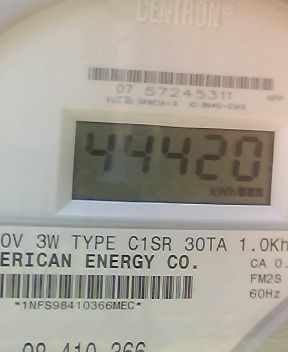 CENTRON®
07 57245311
44420
kWh
0V 3W TYPE C1SR 30TA 1.0Kh
ERICAN ENERGY CO.
CA 0.
FM2S
60Hz
*1NFS98410366MEC*
98 410 366